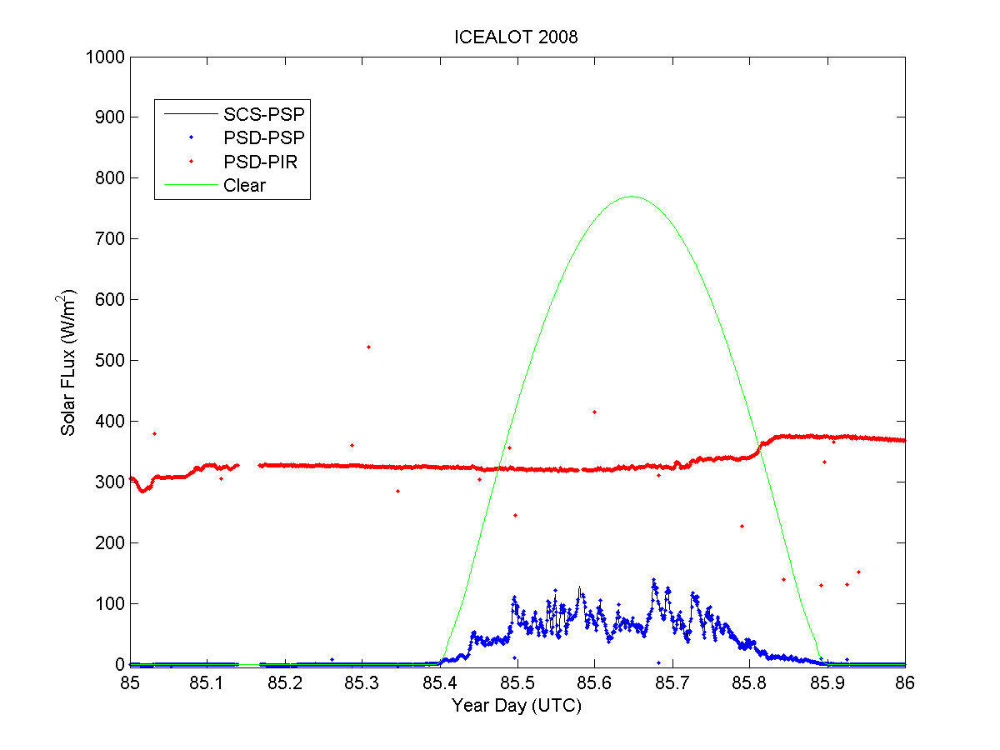 ICEALOT 2008
1000
900
800
700
600
500
400
300
200
100
0
Solar FLux (W/m²)
SCS-PSP
PSD-PSP
PSD-PIR
Clear
85 85.1 85.2 85.3 85.4 85.5 85.6 85.7 85.8 85.9 86
Year Day (UTC)